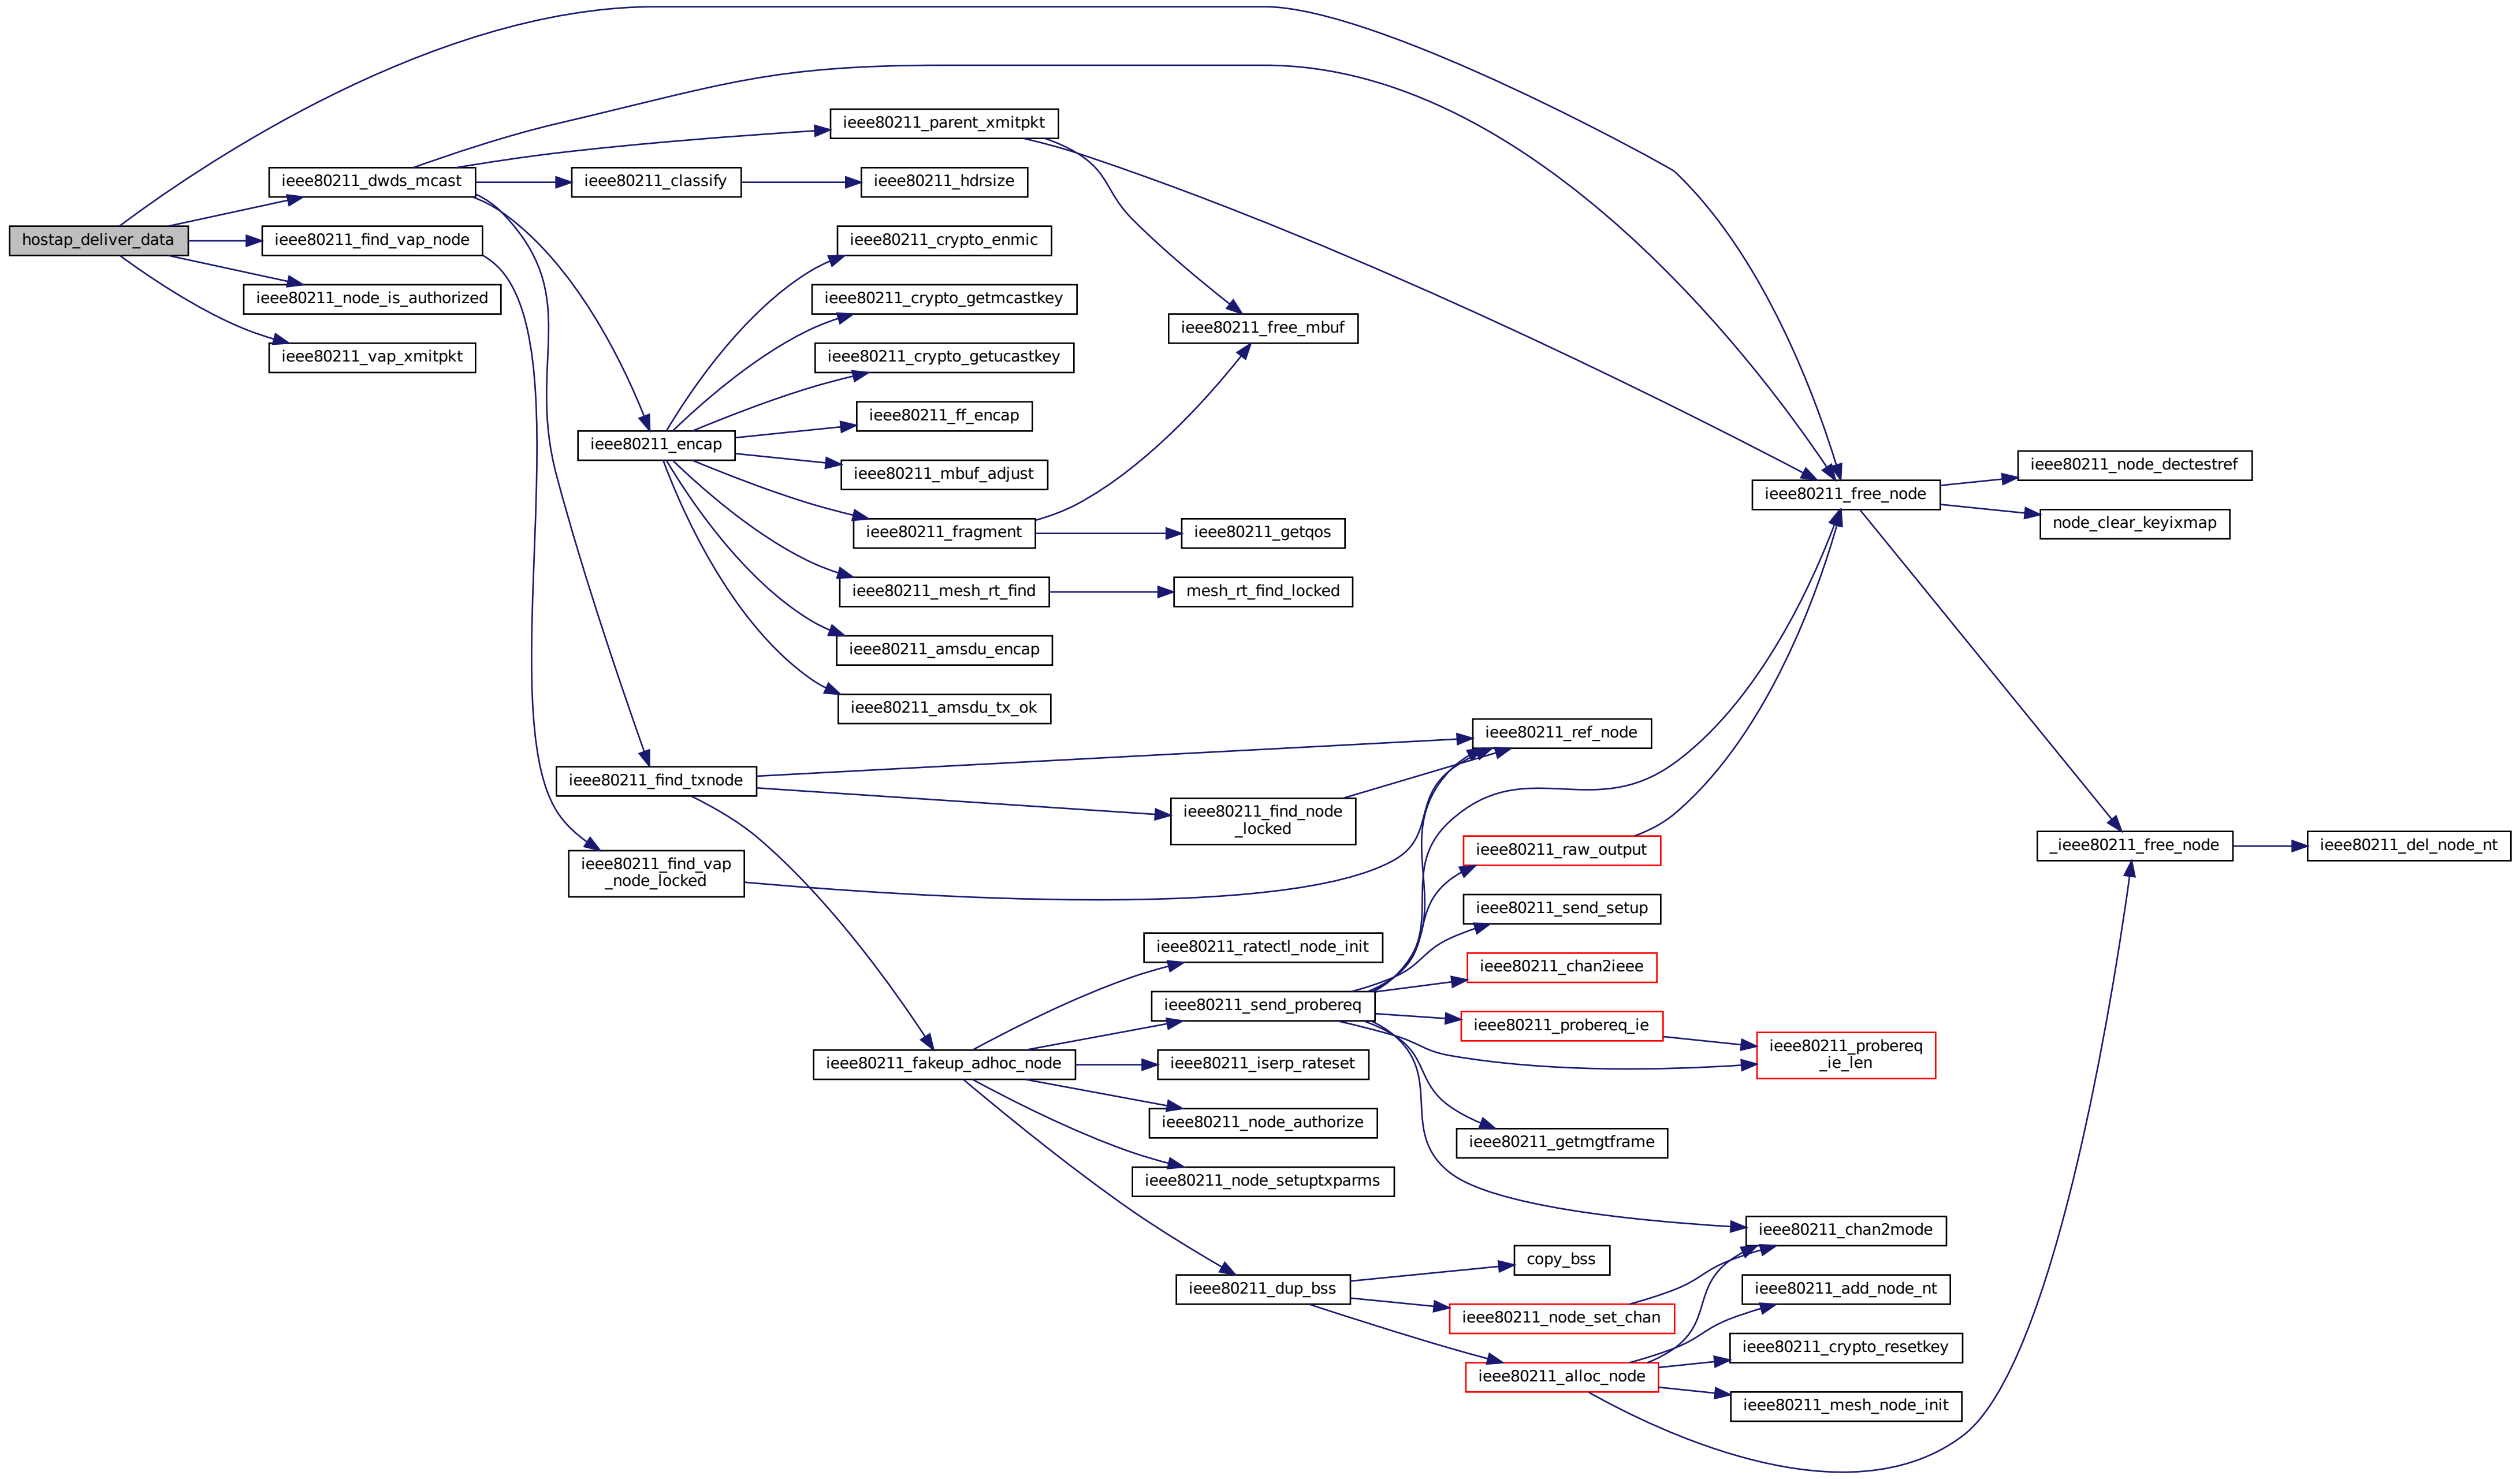 ieee80211_parent_xmitpkt
ieee80211_dwds_mcast
ieee80211_classify
ieee80211_hdrsize
hostap_deliver_data
ieee80211_find_vap_node
ieee80211_crypto_enmic
ieee80211_node_is_authorized
ieee80211_crypto_getmcastkey
ieee80211_free_mbuf
ieee80211_vap_xmitpkt
ieee80211_crypto_getucastkey
ieee80211_ff_encap
ieee80211_encap
ieee80211_mbuf_adjust
ieee80211_node_dectestref
ieee80211_free_node
ieee80211_fragment
ieee80211_getqos
node_clear_keyixmap
ieee80211_mesh_rt_find
mesh_rt_find_locked
ieee80211_amsdu_encap
ieee80211_amsdu_tx_ok
ieee80211_ref_node
ieee80211_find_txnode
ieee80211_find_node
_locked
ieee80211_raw_output
_ieee80211_free_node
ieee80211_del_node_nt
ieee80211_find_vap
_node_locked
ieee80211_send_setup
ieee80211_ratectl_node_init
ieee80211_chan2ieee
ieee80211_send_probereq
ieee80211_probereq_ie
ieee80211_probereq
_ie_len
ieee80211_fakeup_adhoc_node
ieee80211_iserp_rateset
ieee80211_node_authorize
ieee80211_getmgtframe
ieee80211_node_setuptxparms
ieee80211_chan2mode
copy_bss
ieee80211_dup_bss
ieee80211_add_node_nt
ieee80211_node_set_chan
ieee80211_crypto_resetkey
ieee80211_alloc_node
ieee80211_mesh_node_init